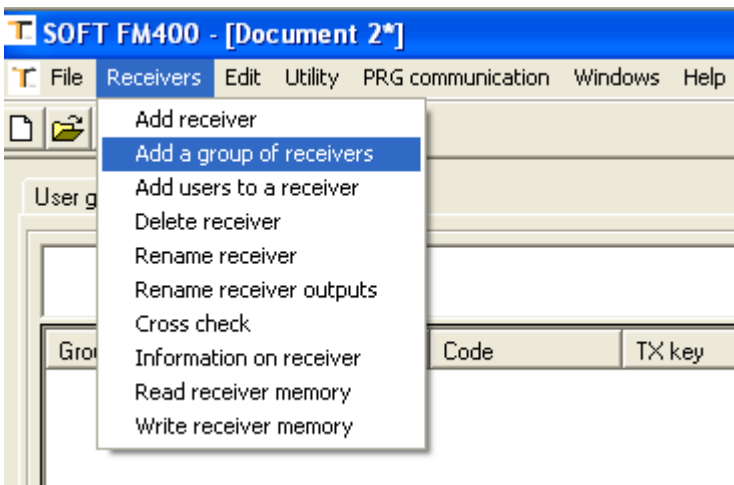 SOFT FM400 - [Document 2*]
File Receivers Edit Utility PRG communication Windows Help
Add receiver
Add a group of receivers
Add users to a receiver
Delete receiver
Rename receiver
Rename receiver outputs
Cross check
Information on receiver
Read receiver memory
Write receiver memory
User g
Grou Code TX key